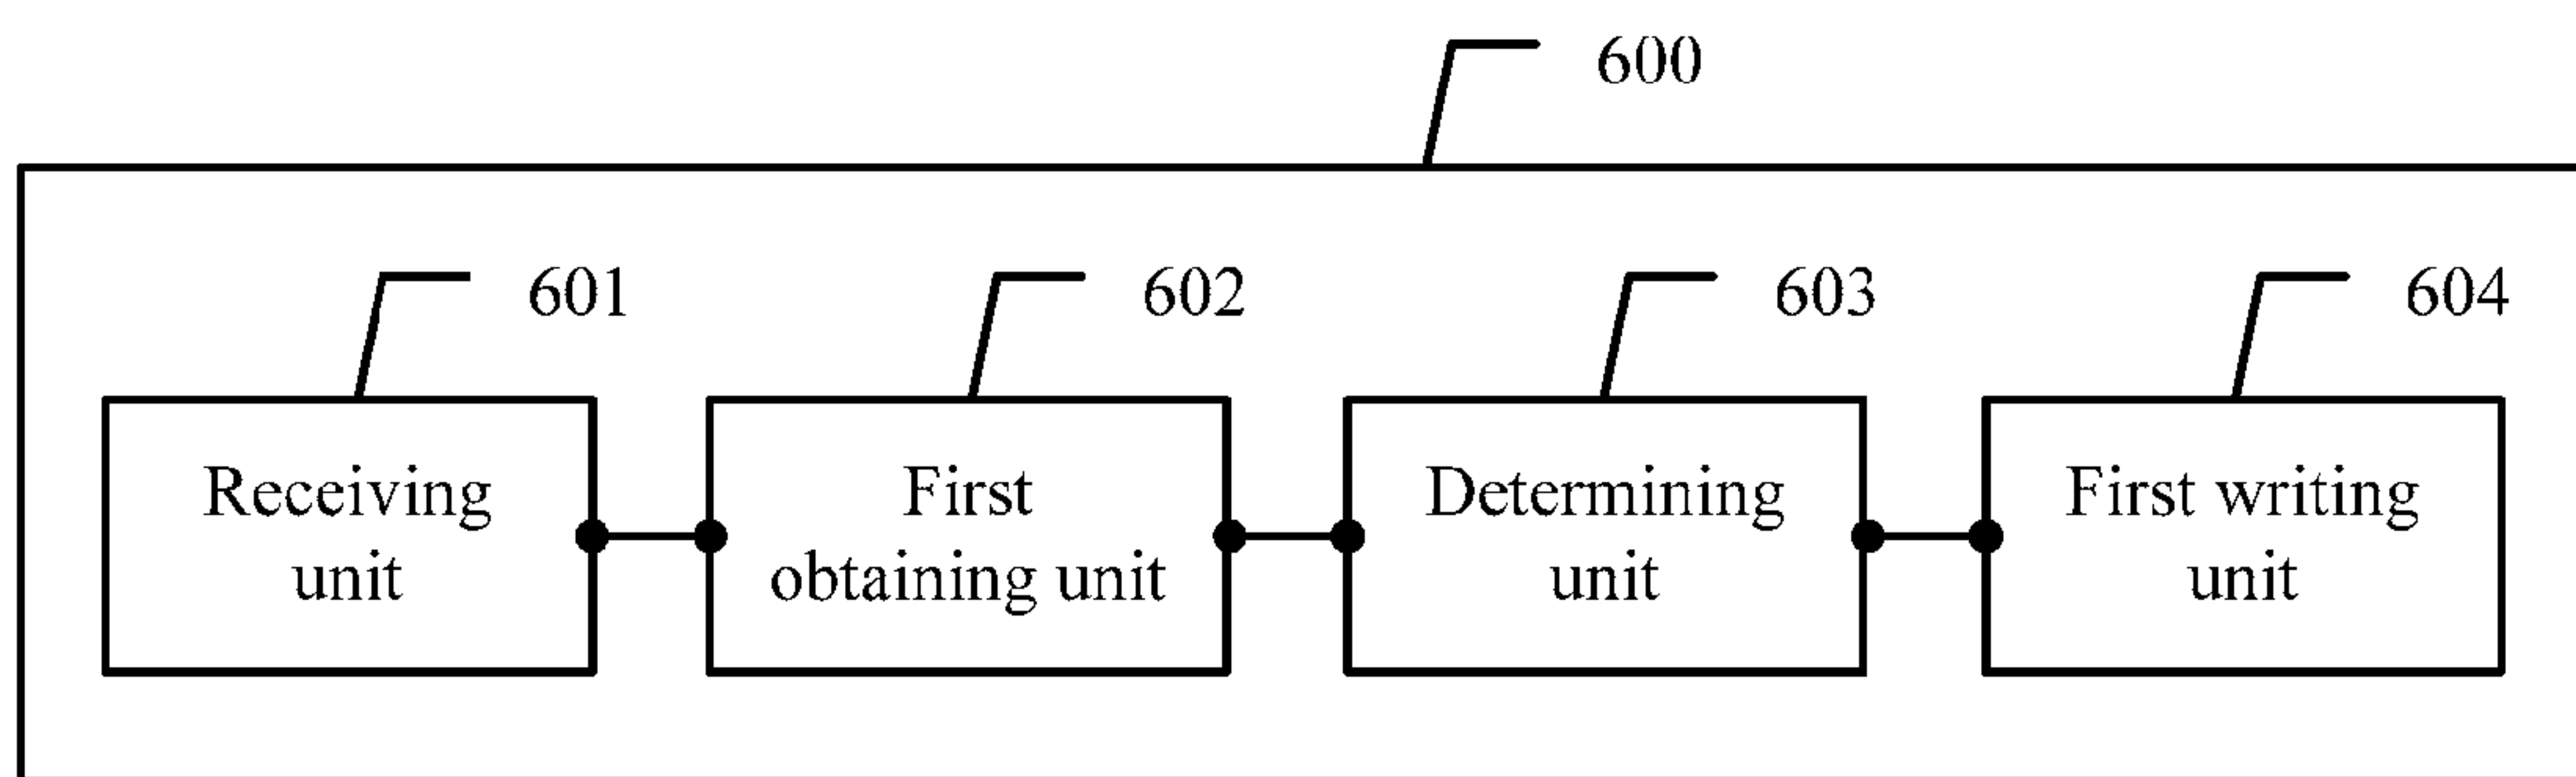 600
601
602
603
604
Receiving
unit
First
obtaining unit
Determining
unit
First writing
unit